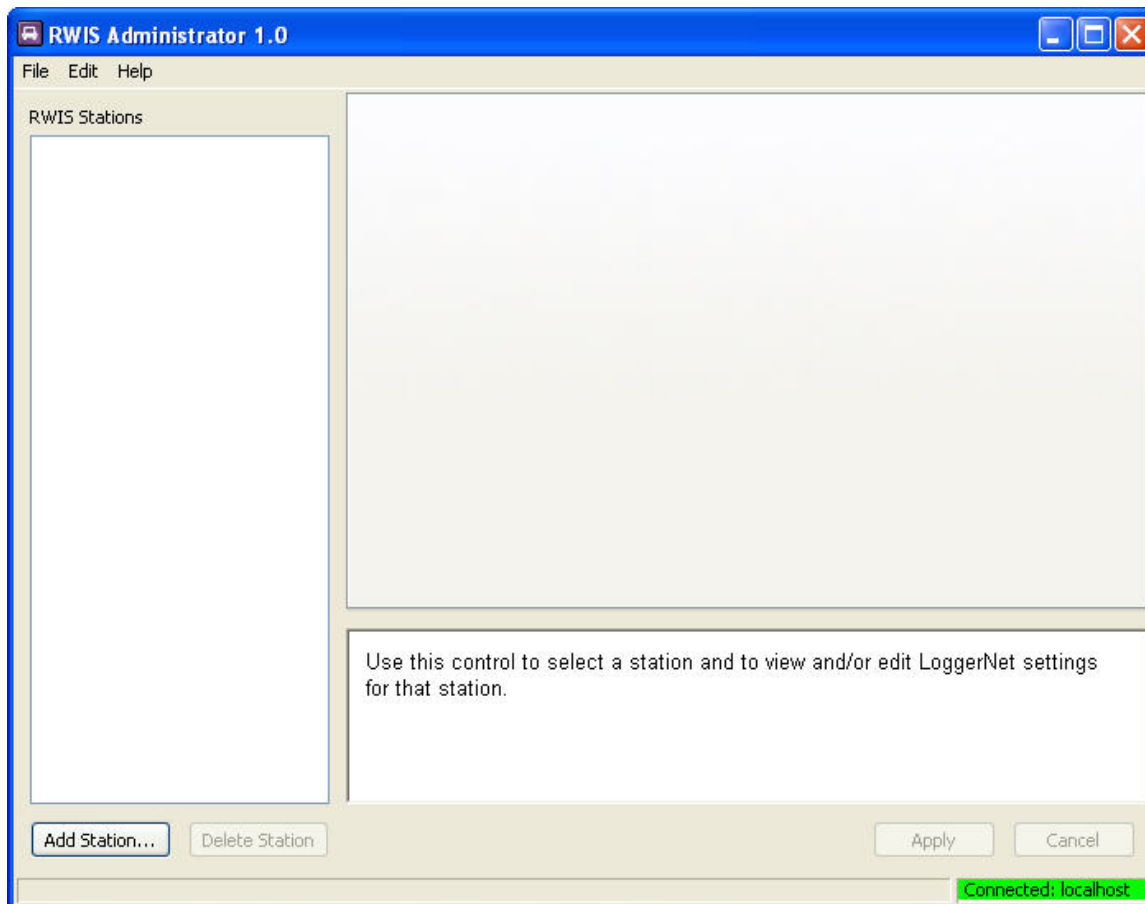 RWIS Administrator 1.0
File Edit Help
RWIS Stations
Use this control to select a station and to view and/or edit LoggerNet settings
for that station.
Add Station... Delete Station Apply Cancel
Connected: localhost